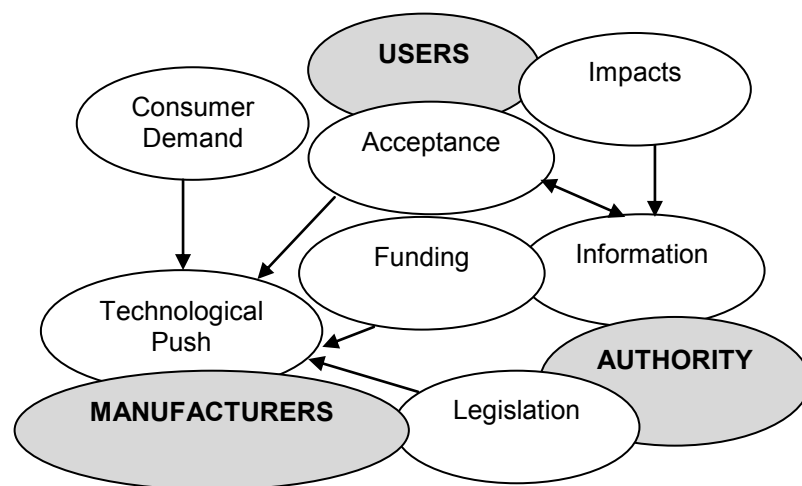 USERS
Impacts
Consumer
Demand
Acceptance
Funding
Information
Technological
Push
AUTHORITY
MANUFACTURERS
Legislation